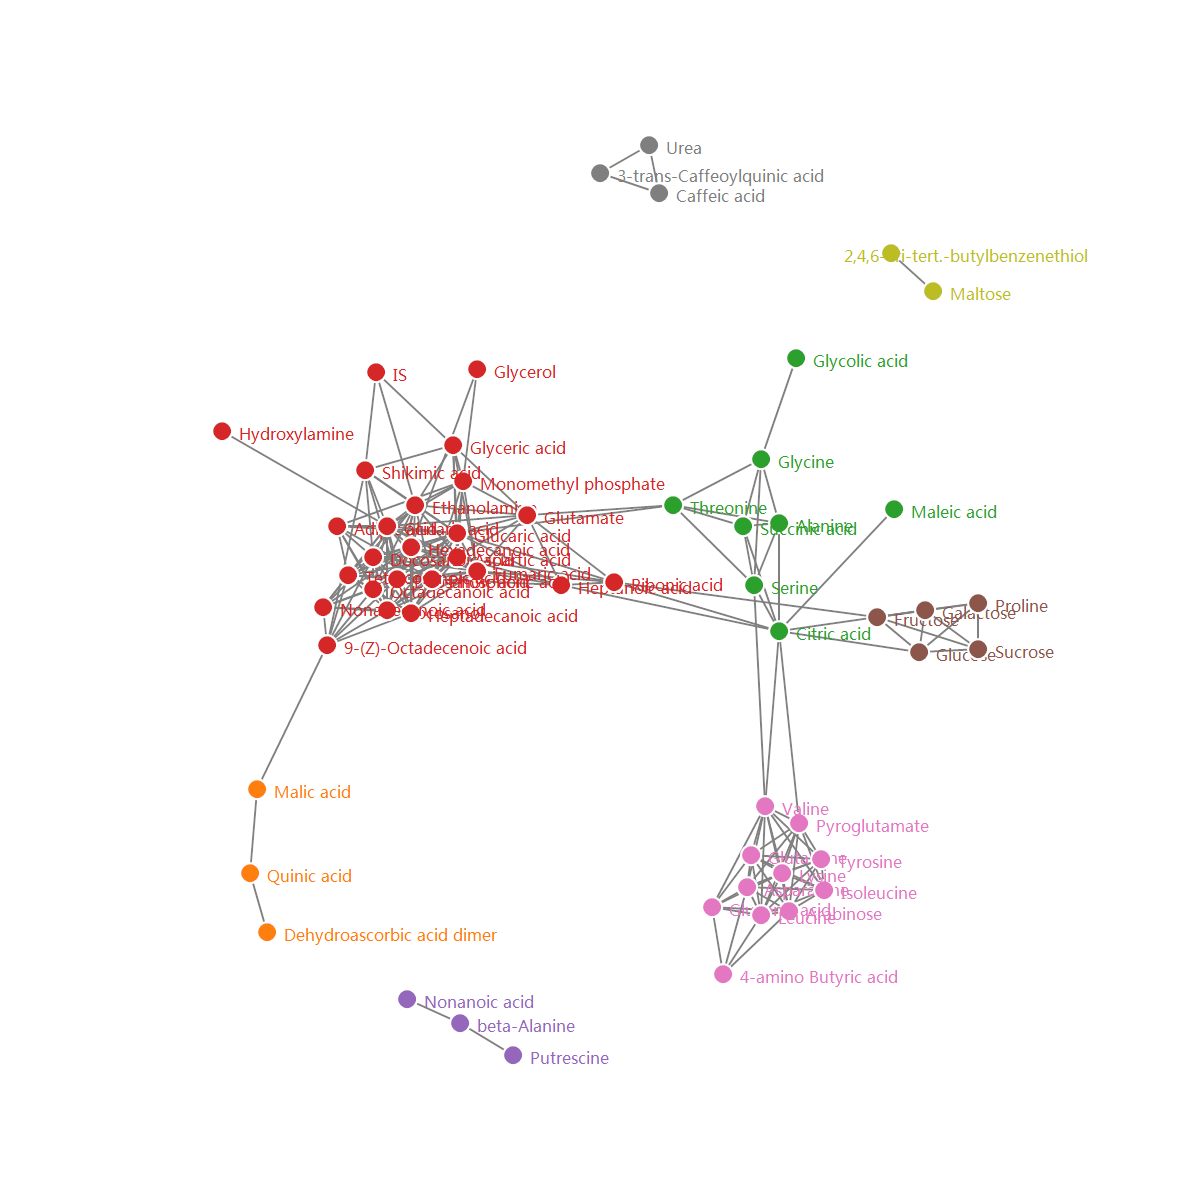 Urea
3-trans-Caffeoylquinic acid
Caffeic acid
2,4,6-tri-tert.-butylbenzenethiol
Maltose
Glycolic acid
IS
Glycerol
Hydroxylamine
Glyceric acid
Glycine
Shikimic acid
Monomethyl phosphate
Ethanolamine
Threonine
Maleic acid
Glutamate
Alanine
Succinic acid
Glucaric acid
Hexadecanoic acid
Fumaric acid
Octadecanoic acid
Heptanoic acid
Ribonic acid
Serine
Nonadecanoic acid
Heptadecanoic acid
Proline
Galactose
Fructose
Citric acid
9-(Z)-Octadecenoic acid
Sucrose
Glucose
Malic acid
Valine
Pyroglutamate
Tyrosine
Lysine
Quinic acid
Asparagine
Isoleucine
Arabinose
Leucine
Dehydroascorbic acid dimer
4-amino Butyric acid
Nonanoic acid
beta-Alanine
Putrescine